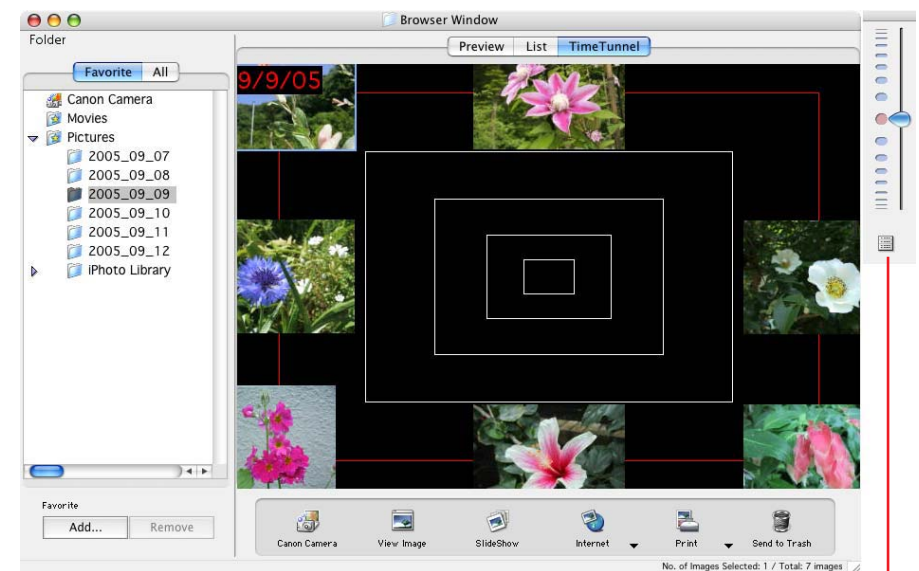 Browser Window
Folder
Preview List TimeTunnel
Favorite All
9/9/05
Canon Camera
Movies
Pictures
2005_09_07
2005_09_08
2005_09_09
2005_09_10
2005_09_11
2005_09_12
iPhoto Library
Favorite
Add... Remove
Canon Camera View Image SlideShow Internet Print Send to Trash
No. of Images Selected: 1 / Total: 7 images